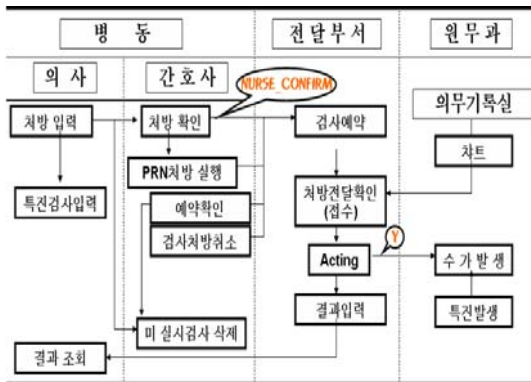 병 동
전달부서
원무과
의 사
간호사
NURSE_CONFIRM
처방 입력
처방 확인
검사예약
의무기록실
챠트
PRN처방 실행
특진검사입력
예약확인
처방전달확인
(접수)
검사처방취소
Y
Acting
수 가 발 생
결과입력
특진발생
미 실시검사 삭제
결과 조회